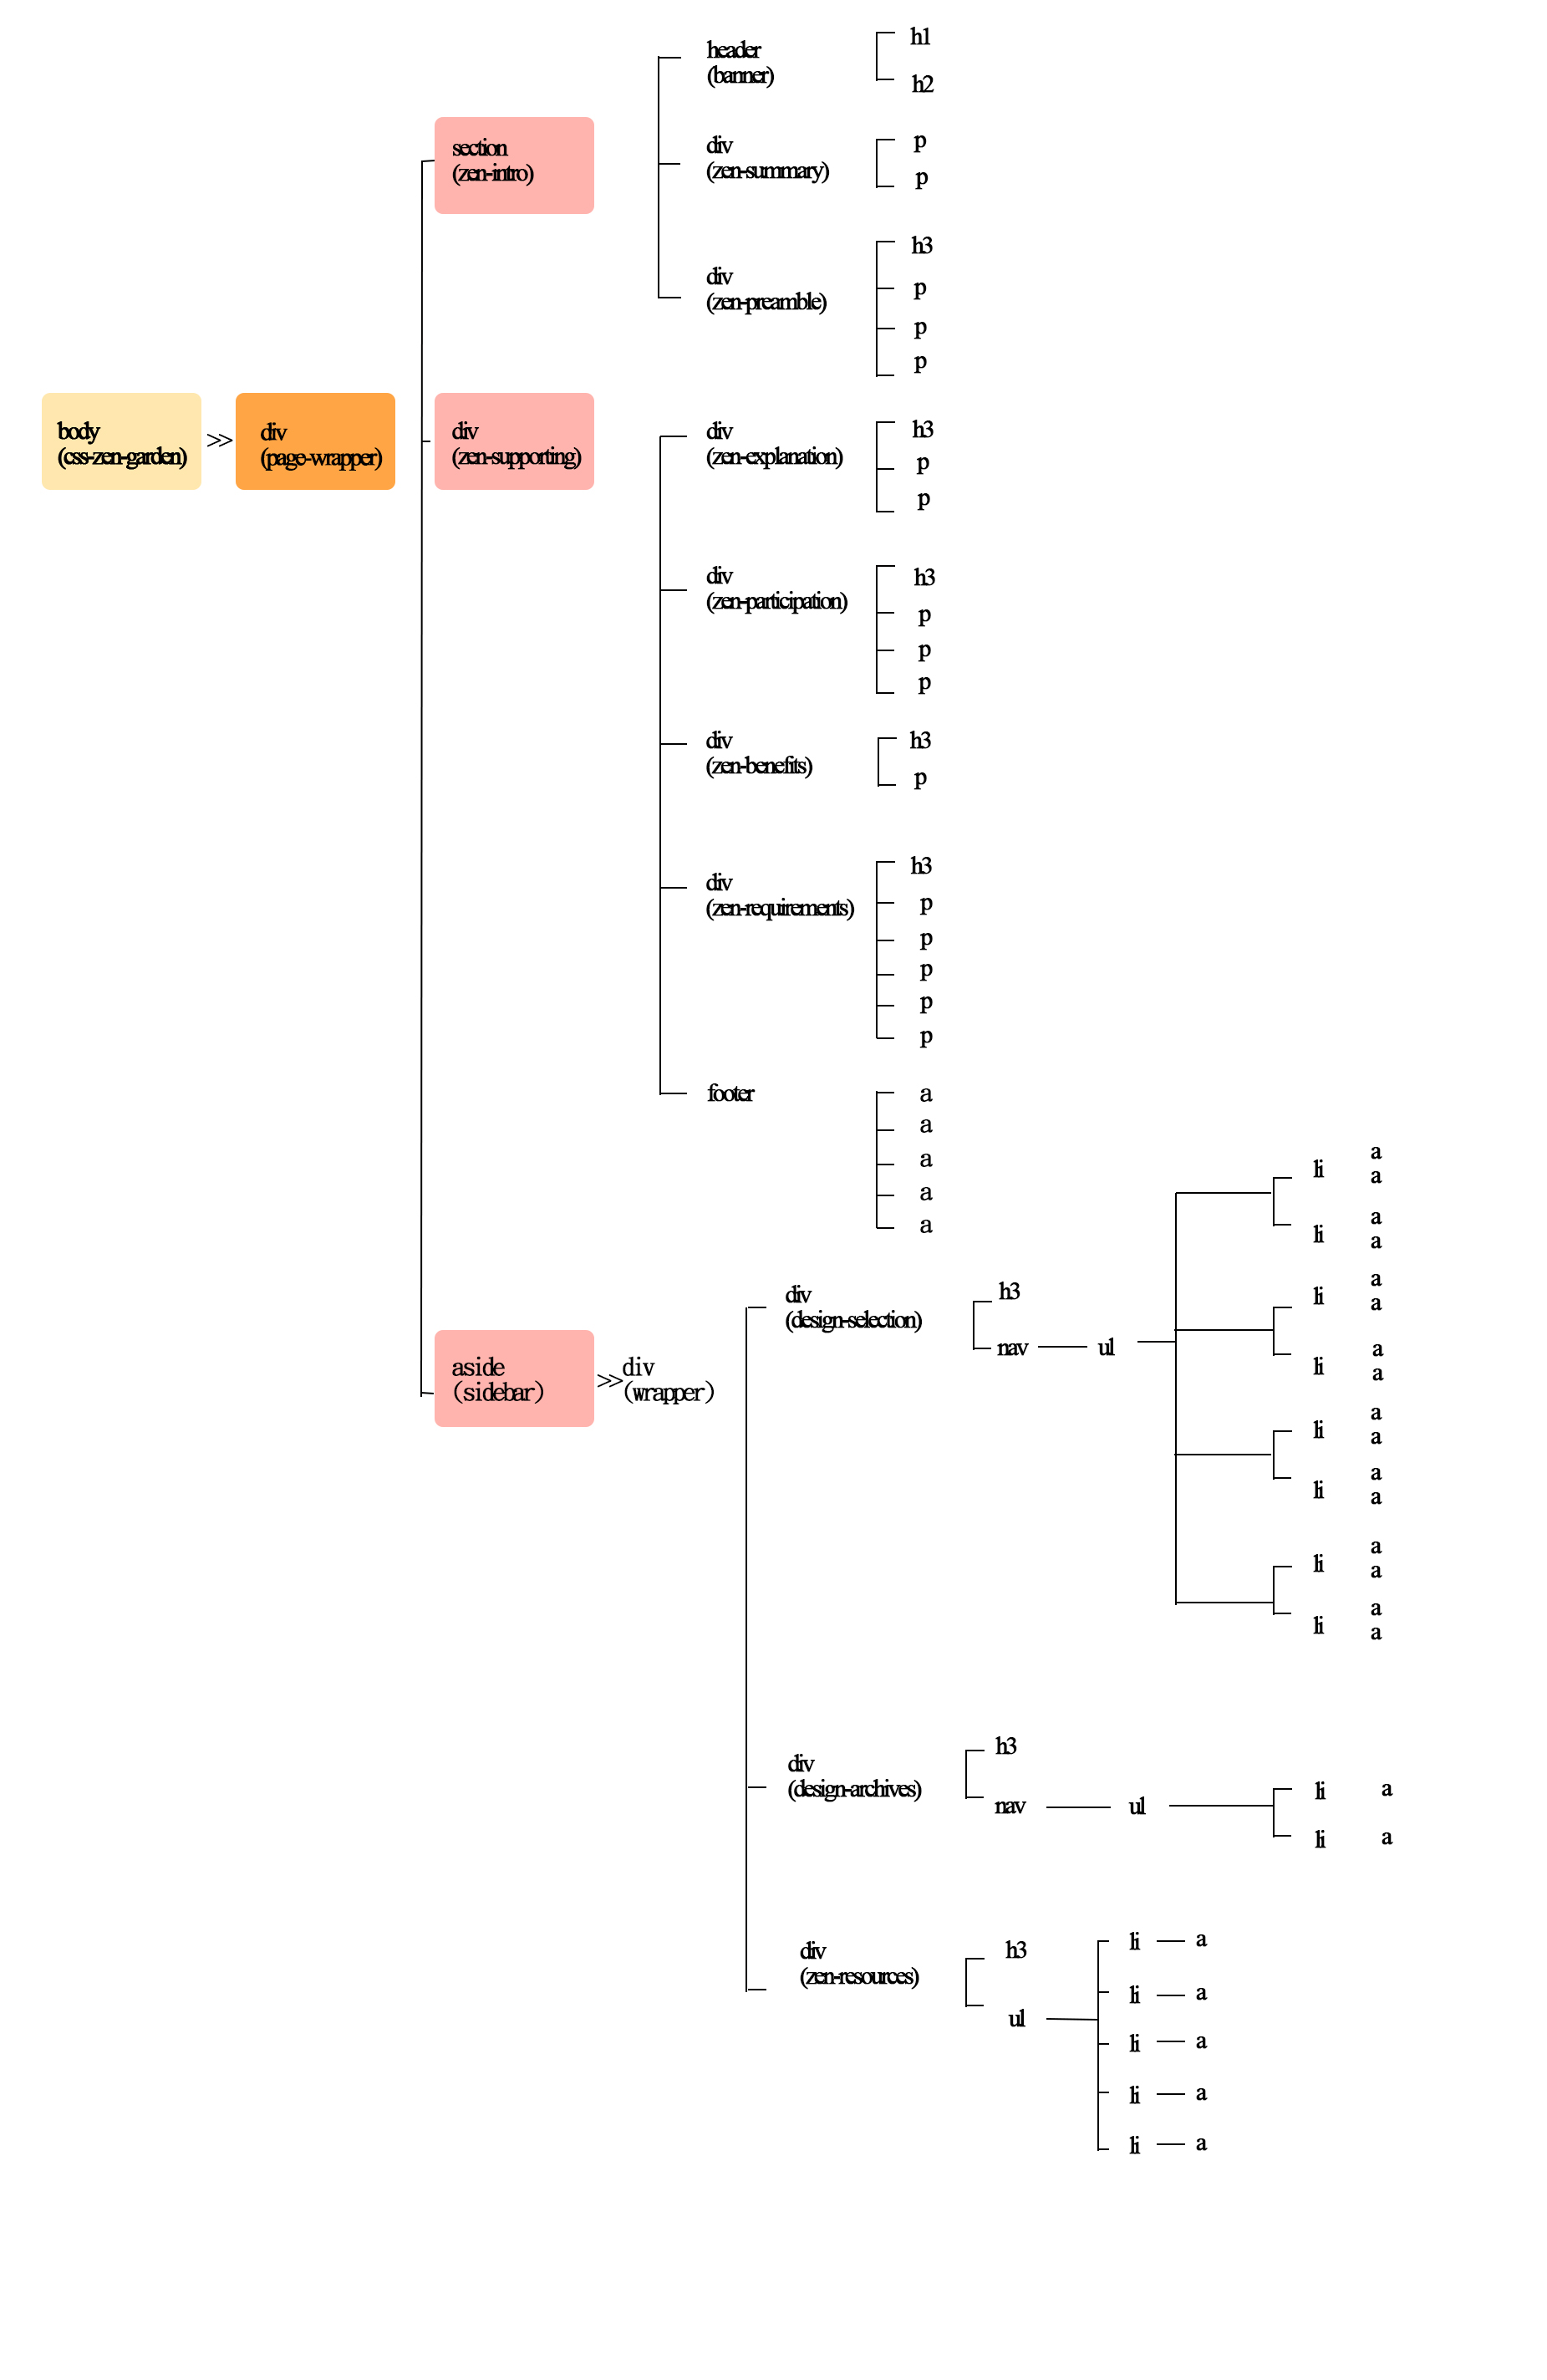 body
(css-zen-garden)
>>
div
(page-wrapper)
section
(zen-intro)
header
(banner)
h1
h2
div
(zen-summary)
p
p
div
(zen-preamble)
h3
p
p
p
div
(zen-supporting)
div
(zen-explanation)
h3
p
p
div
(zen-participation)
h3
p
p
p
div
(zen-benefits)
h3
p
div
(zen-requirements)
h3
p
p
p
p
p
footer
a
a
a
a
a
aside
(sidebar)
>>
div
(wrapper)
div
(design-selection)
h3
nav
ul
li
a
a
li
a
a
li
a
a
li
a
a
li
a
a
li
a
a
li
a
a
li
a
a
div
(design-archives)
h3
nav
ul
li
a
li
a
div
(zen-resources)
h3
ul
li
a
li
a
li
a
li
a
li
a